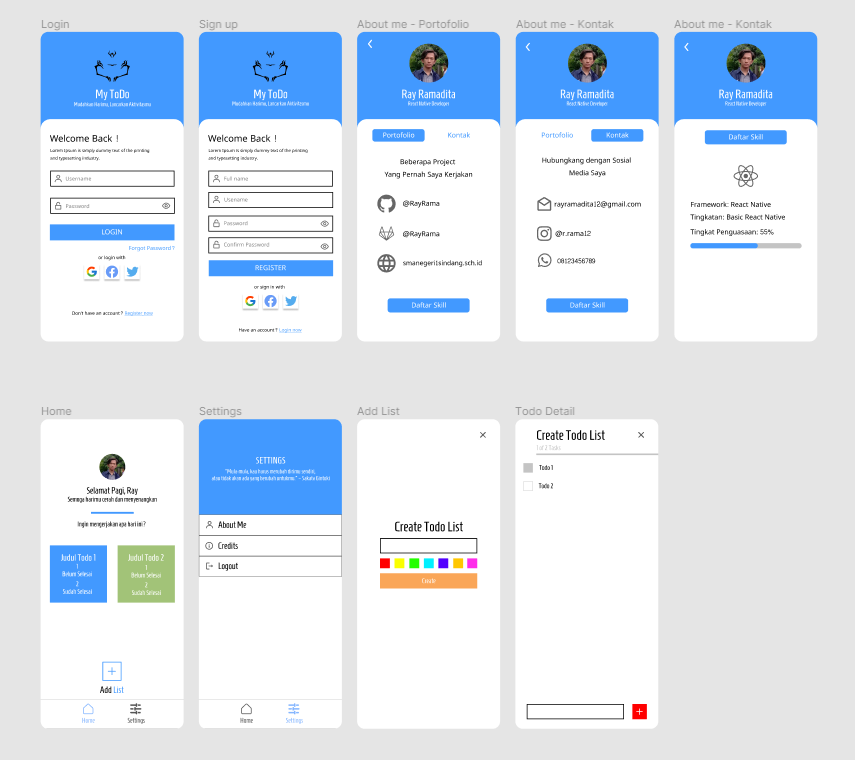 Login
My ToDo
Mudahkan Harimu, Lancarkan Aktivitasmu
Welcome Back !
Lorem Ipsum is simply dummy text of the printing
and typesetting industry.
Username
Password
LOGIN
Forgot Password ?
or login with
Don't have an account ? Register now
Sign up
My ToDo
Mudahkan Harimu, Lancarkan Aktivitasmu
Welcome Back !
Lorem Ipsum is simply dummy text of the printing
and typesetting industry.
Full name
Usename
Password
Confirm Password
REGISTER
or sign in with
Have an account ? Login now
About me - Portofolio
Ray Ramadita
React Native Developer
Portofolio
Kontak
Beberapa Project
Yang Pernah Saya Kerjakan
@RayRama
@RayRama
smanegeri1sindang.sch.id
Daftar Skill
About me - Kontak
Ray Ramadita
React Native Developer
Portofolio
Kontak
Hubungkang dengan Sosial
Media Saya
rayramadita12@gmail.com
@r.rama12
08123456789
Daftar Skill
About me - Kontak
Ray Ramadita
React Native Developer
Daftar Skill
Framework: React Native
Tingkatan: Basic React Native
Tingkat Penguasaan: 55%
Home
Selamat Pagi, Ray
Semoga harimu cerah dan menyenangkan
Ingin mengerjakan apa hari ini?
Judul Todo 1
1
Belum Selesai
2
Sudah Selesai
Judul Todo 2
1
Belum Selesai
2
Sudah Selesai
Add List
Home
Settings
Settings
SETTINGS
"Mula-mula, kau harus merubah dirimu sendiri,
atau tidak akan ada yang berubah untukmu." - Sakata Gintoki
About Me
Credits
Logout
Home
Settings
Add List
Create Todo List
Create
Todo Detail
Create Todo List
1 of 2 Tasks
Todo 1
Todo 2